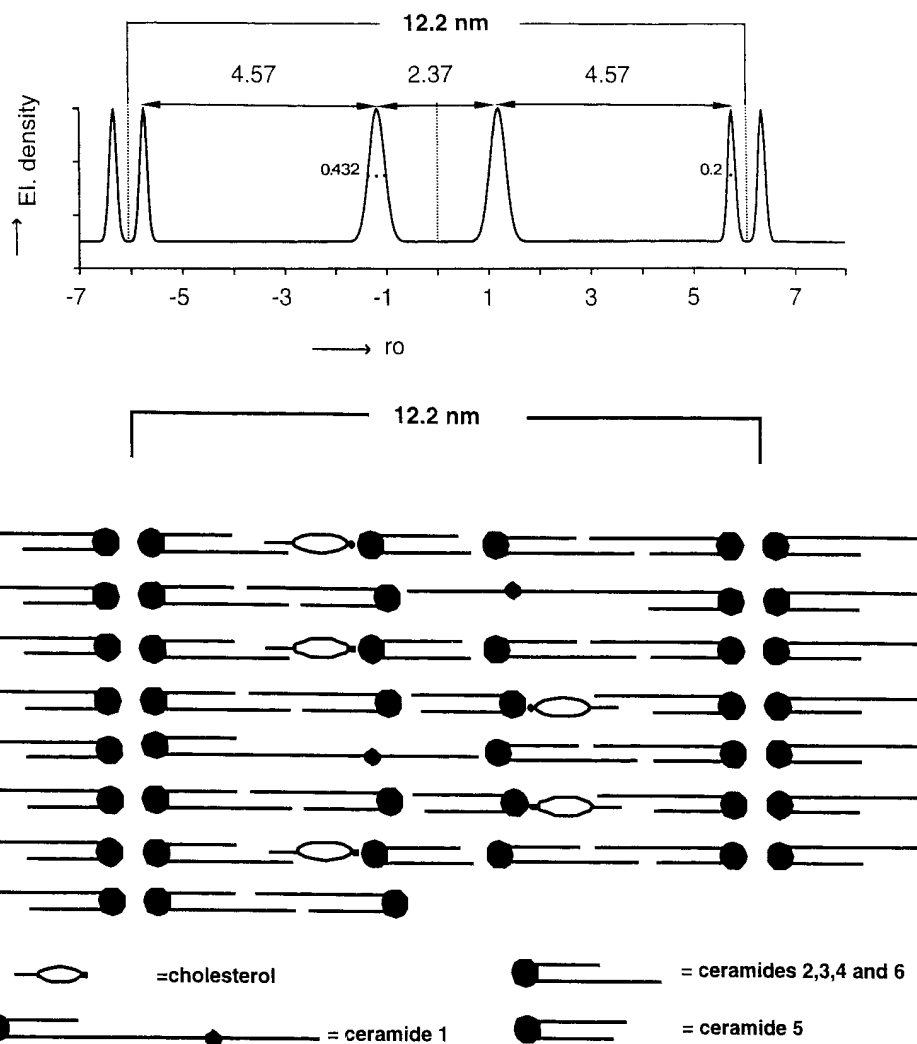 12.2 nm
4.57 2.37 4.57
El. density
0.432 0.2
-7 -5 -3 -1 1 3 5 7
ro
12.2 nm
=cholesterol
= ceramides 2,3,4 and 6
= ceramide 1
= ceramide 5